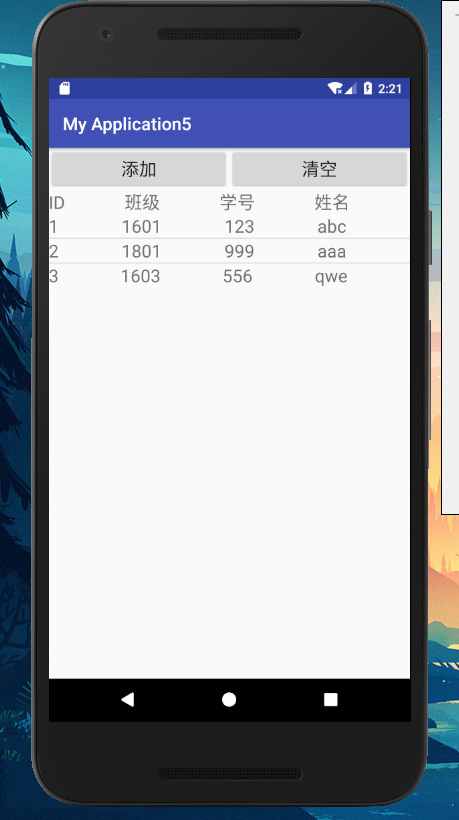 2:21
My Application5
添加 清空
ID 班级 学号 姓名
1 1601 123 abc
2 1801 999 aaa
3 1603 556 qwe